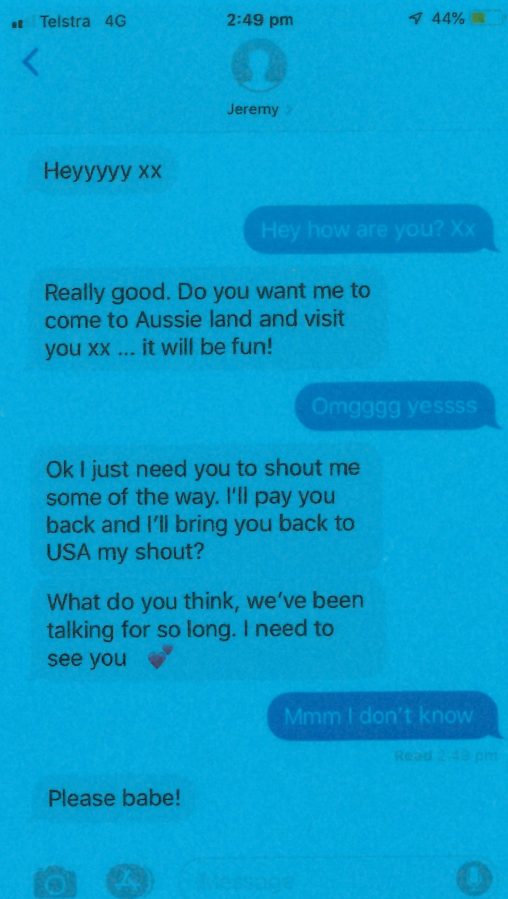 Telstra 4G 2:49 pm 44%
Jeremy
Heyyyyy xx
Hey how are you? Xx
Really good. Do you want me to
come to Aussie land and visit
you xx ... it will be fun!
Omgggg yessss
Ok I just need you to shout me
some of the way. I'll pay you
back and I'll bring you back to
USA my shout?
What do you think, we've been
talking for so long. I need to
see you 💕
Mmm I don't know
Read 2:49 pm
Please babe!
iMessage